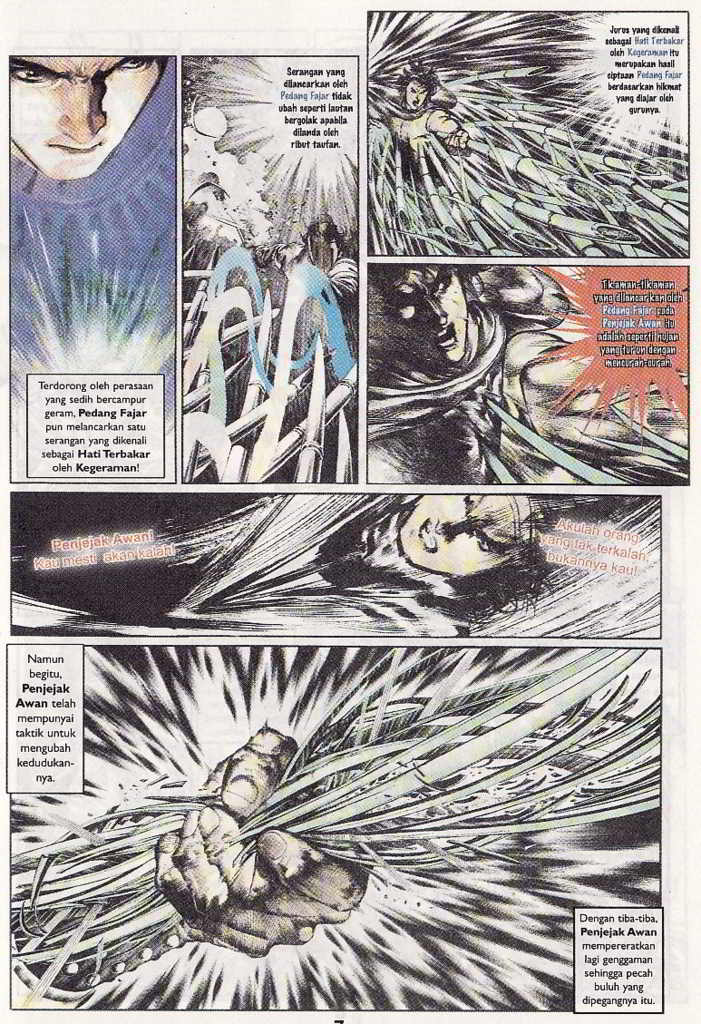 Terdorong oleh perasaan
yang sedih bercampur
geram, Pedang Fajar
pun melancarkan satu
serangan yang dikenali
sebagai Hati Terbakar
oleh Kegeraman!
Serangan yang
dilancarkan oleh
Pedang Fajar tidak
ubah seperti lautan
bergolak apabila
dilanda oleh
ribut taufan.
Jurus yang dikenali
sebagai Hati Terbakar
oleh Kegeraman itu
merupakan hasil
ciptaan Pedang Fajar
berdasarkan hikmat
yang diajar oleh
gurunya.
Tikaman-tikaman
yang dilancarkan oleh
Pedang Fajar pada
Penjejak Awan itu
adalah seperti hujan
yang turun dengan
mencurah-curah.
Penjejak Awan!
Kau mesti akan kalah!
Akulah orang
yang tak terkalah,
bukannya kau!
Namun
begitu,
Penjejak
Awan telah
mempunyai
taktik untuk
mengubah
kedudukan-
nya.
Dengan tiba-tiba,
Penjejak Awan
mempereratkan
lagi genggaman
sehingga pecah
buluh yang
dipegangnya itu.
7